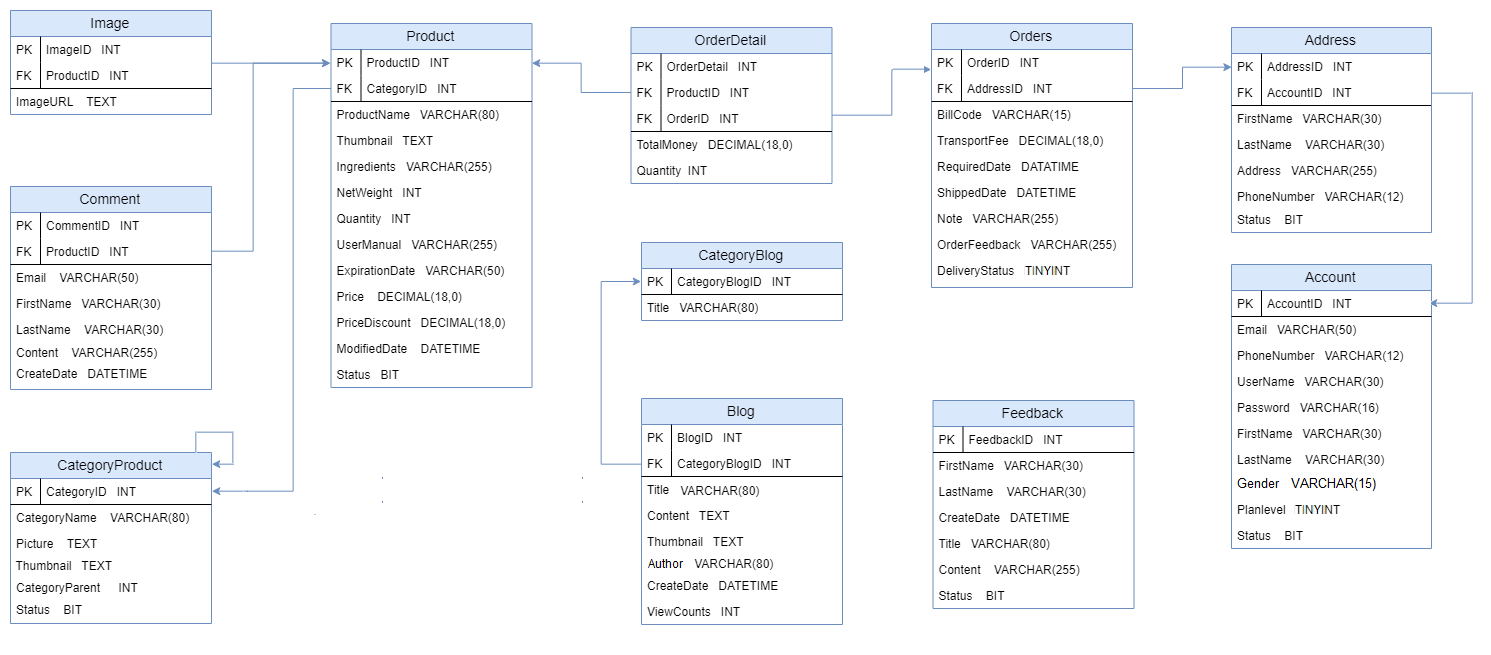 Image
PK ImageID INT
FK ProductID INT
ImageURL TEXT
Comment
PK CommentID INT
FK ProductID INT
Email VARCHAR(50)
FirstName VARCHAR(30)
LastName VARCHAR(30)
Content VARCHAR(255)
CreateDate DATETIME
CategoryProduct
PK CategoryID INT
CategoryName VARCHAR(80)
Picture TEXT
Thumbnail TEXT
CategoryParent INT
Status BIT
Product
PK ProductID INT
FK CategoryID INT
ProductName VARCHAR(80)
Thumbnail TEXT
Ingredients VARCHAR(255)
NetWeight INT
Quantity INT
UserManual VARCHAR(255)
ExpirationDate VARCHAR(50)
Price DECIMAL(18,0)
PriceDiscount DECIMAL(18,0)
ModifiedDate DATETIME
Status BIT
OrderDetail
PK OrderDetail INT
FK ProductID INT
FK OrderID INT
TotalMoney DECIMAL(18,0)
Quantity INT
CategoryBlog
PK CategoryBlogID INT
Title VARCHAR(80)
Blog
PK BlogID INT
FK CategoryBlogID INT
Title VARCHAR(80)
Content TEXT
Thumbnail TEXT
Author VARCHAR(80)
CreateDate DATETIME
ViewCounts INT
Orders
PK OrderID INT
FK AddressID INT
BillCode VARCHAR(15)
TransportFee DECIMAL(18,0)
RequiredDate DATATIME
ShippedDate DATETIME
Note VARCHAR(255)
OrderFeedback VARCHAR(255)
DeliveryStatus TINYINT
Feedback
PK FeedbackID INT
FirstName VARCHAR(30)
LastName VARCHAR(30)
CreateDate DATETIME
Title VARCHAR(80)
Content VARCHAR(255)
Status BIT
Address
PK AddressID INT
FK AccountID INT
FirstName VARCHAR(30)
LastName VARCHAR(30)
Address VARCHAR(255)
PhoneNumber VARCHAR(12)
Status BIT
Account
PK AccountID INT
Email VARCHAR(50)
PhoneNumber VARCHAR(12)
UserName VARCHAR(30)
Password VARCHAR(16)
FirstName VARCHAR(30)
LastName VARCHAR(30)
Gender VARCHAR(15)
Planlevel TINYINT
Status BIT